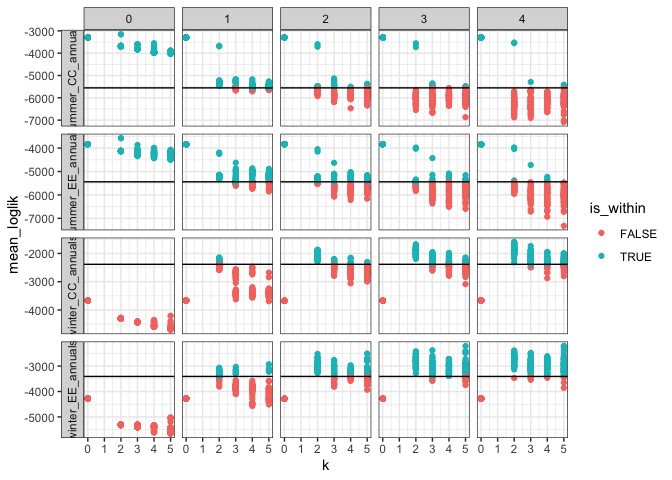 0 1 2 3 4
-3000
-4000
-5000
-6000
-7000
ummer_CC_annua
-4000
-5000
-6000
-7000
ummer_EE_annua
-2000
-3000
-4000
winter_CC_annuals
-3000
-4000
-5000
winter_EE_annuals
mean_loglik
0 1 2 3 4 5 0 1 2 3 4 5 0 1 2 3 4 5 0 1 2 3 4 5 0 1 2 3 4 5
k
is_within
FALSE
TRUE